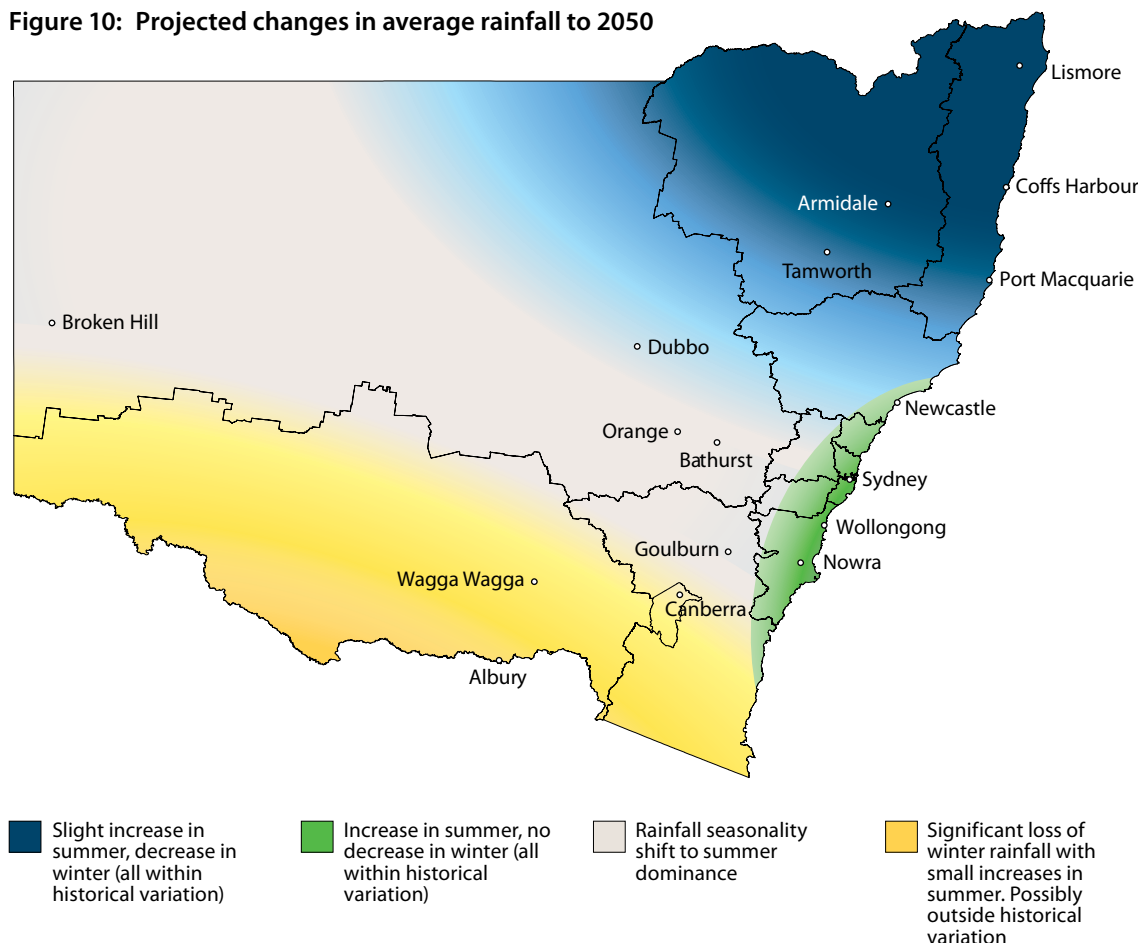 Figure 10: Projected changes in average rainfall to 2050
Lismore
Coffs Harbour
Armidale
Tamworth
Port Macquarie
Broken Hill
Dubbo
Newcastle
Orange
Bathurst
Sydney
Wollongong
Goulburn
Nowra
Wagga Wagga
Canberra
Albury
Slight increase in
summer, decrease in
winter (all within
historical variation)
Increase in summer, no
decrease in winter (all
within historical
variation)
Rainfall seasonality
shift to summer
dominance
Significant loss of
winter rainfall with
small increases in
summer. Possibly
outside historical
variation